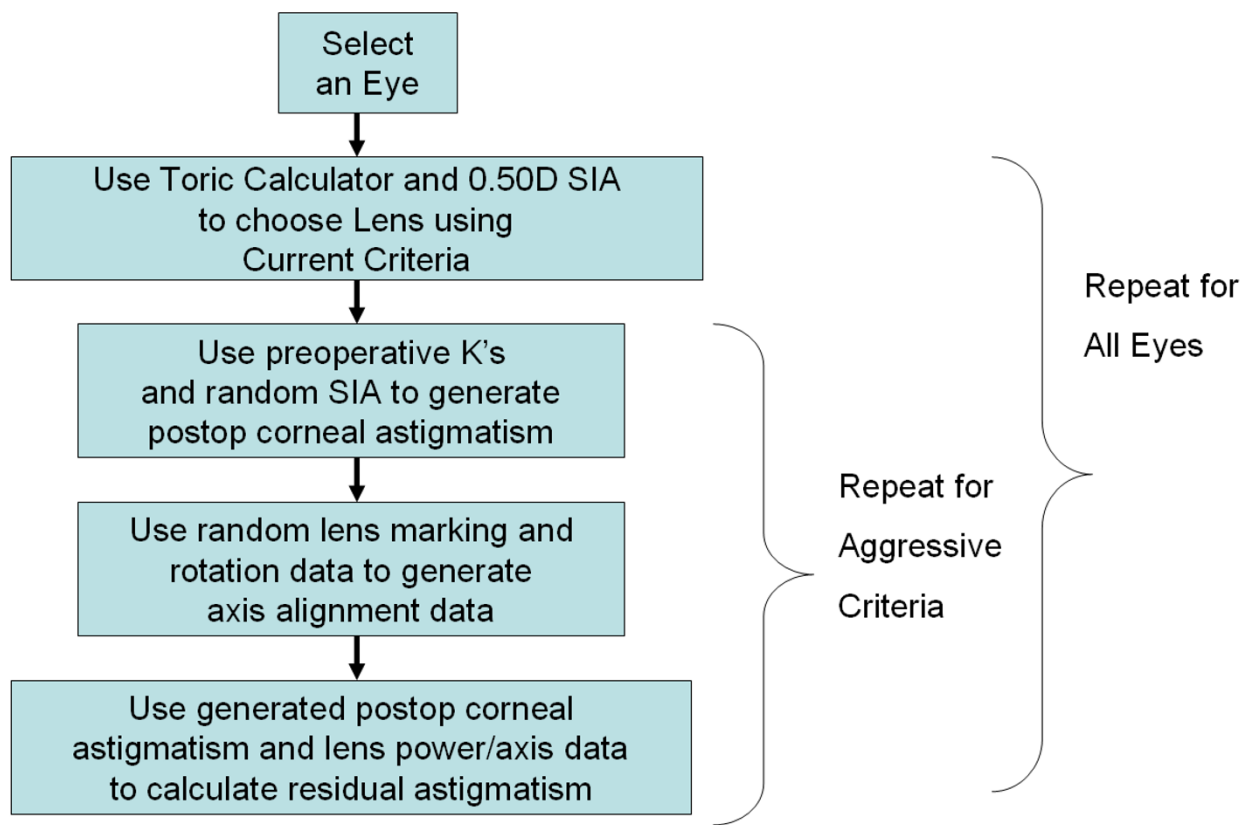 Select
an Eye
Use Toric Calculator and 0.50D SIA
to choose Lens using
Current Criteria
Use preoperative K's
and random SIA to generate
postop corneal astigmatism
Use random lens marking and
rotation data to generate
axis alignment data
Use generated postop corneal
astigmatism and lens power/axis data
to calculate residual astigmatism
Repeat for
Aggressive
Criteria
Repeat for
All Eyes